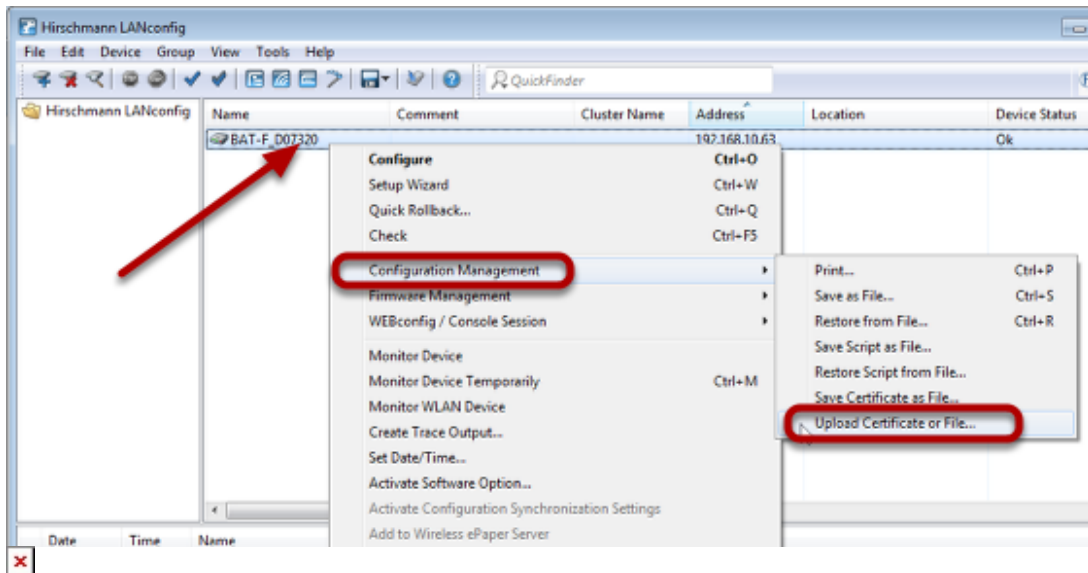 Hirschmann LANconfig
File Edit Device Group View Tools Help
QuickFinder
Hirschmann LANconfig
Name Comment Cluster Name Address Location Device Status
BAT-F_D07320 192.168.10.63 Ok
Configure Ctrl+O
Setup Wizard Ctrl+W
Quick Rollback... Ctrl+Q
Check Ctrl+F5
Configuration Management
Print... Ctrl+P
Firmware Management
Save as File... Ctrl+S
WEBconfig / Console Session
Restore from File... Ctrl+R
Save Script as File...
Monitor Device
Restore Script from File...
Monitor Device Temporarily Ctrl+M
Save Certificate as File...
Monitor WLAN Device
Upload Certificate or File...
Create Trace Output...
Set Date/Time...
Activate Software Option...
Activate Configuration Synchronization Settings
Add to Wireless ePaper Server
Date Time Name